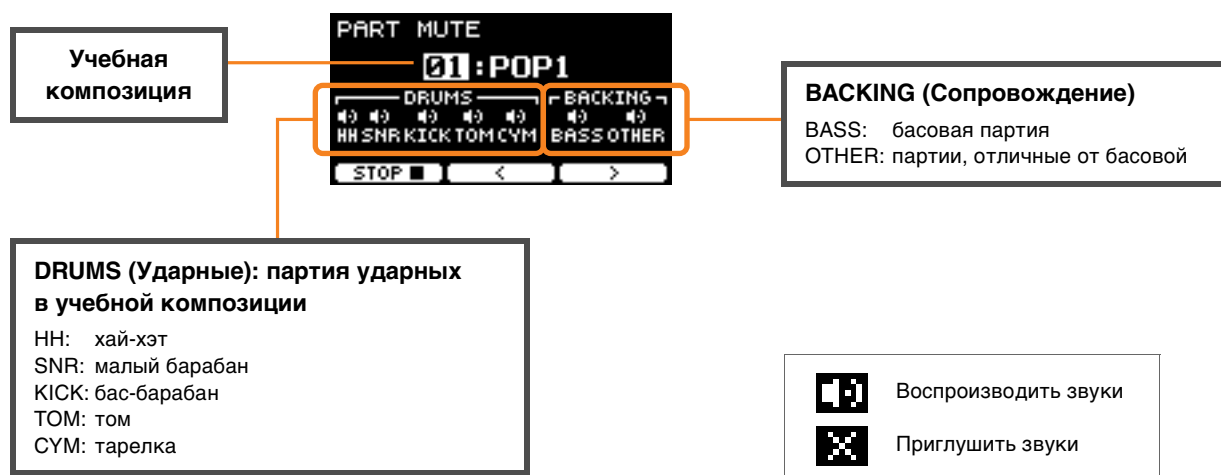 Учебная
композиция
PART MUTE
01:POP1
DRUMS BACKING
HH SNR KICK TOM CYM BASS OTHER
STOP ■ < >
BACKING (Сопровождение)
BASS: басовая партия
OTHER: партии, отличные от басовой
DRUMS (Ударные): партия ударных
в учебной композиции
HH: хай-хэт
SNR: малый барабан
KICK: бас-барабан
TOM: том
CYM: тарелка
Воспроизводить звуки
Приглушить звуки